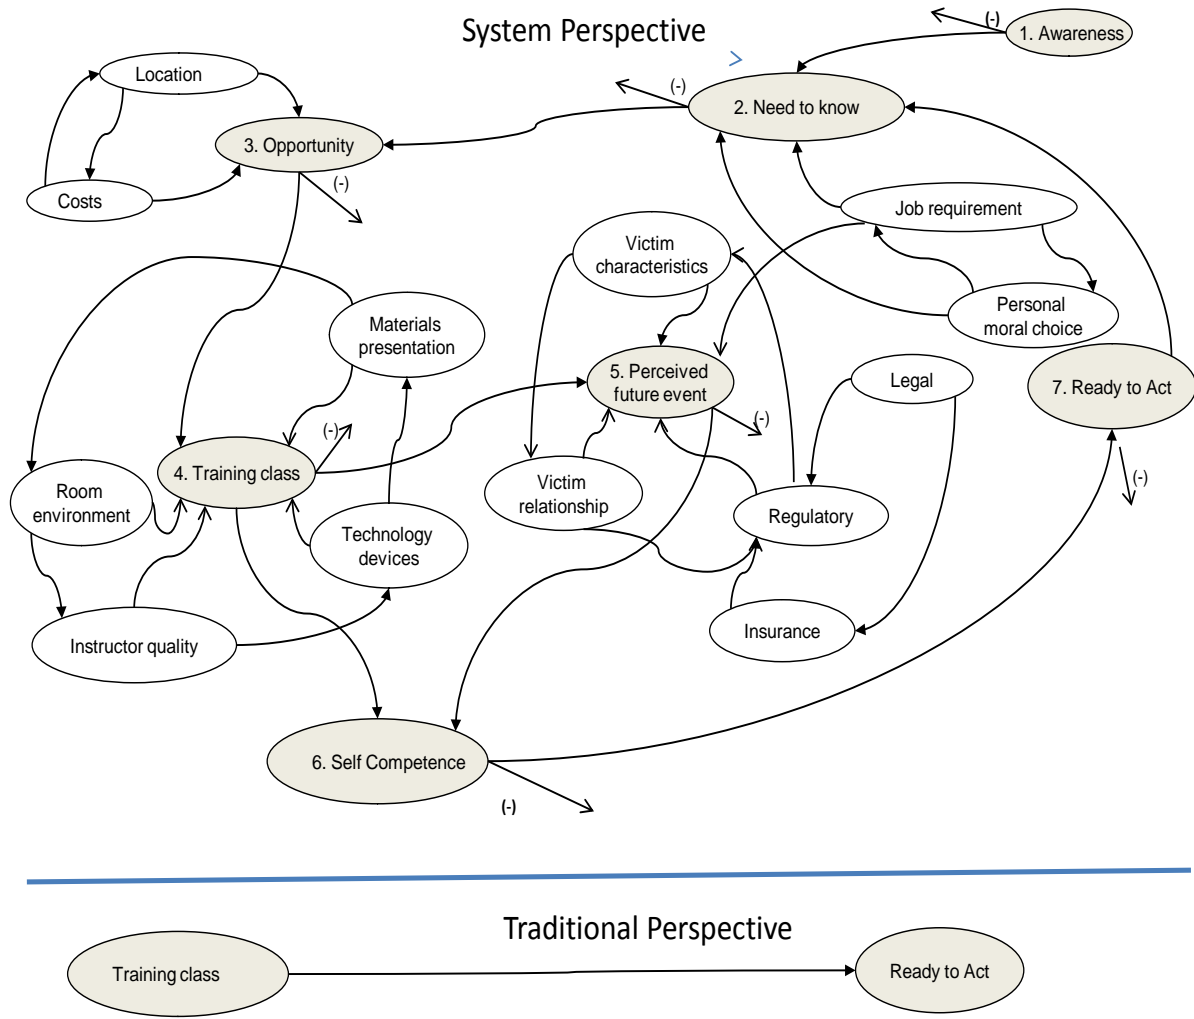 System Perspective
(-)
1. Awareness
Location
(-)
2. Need to know
3. Opportunity
(-)
Costs
Job requirement
Victim
characteristics
Personal
moral choice
Materials
presentation
5. Perceived
future event
Legal
7. Ready to Act
(-)
(-)
4. Training class
(-)
Room
environment
Victim
relationship
Regulatory
Technology
devices
Instructor quality
Insurance
6. Self Competence
(-)
Traditional Perspective
Training class
Ready to Act